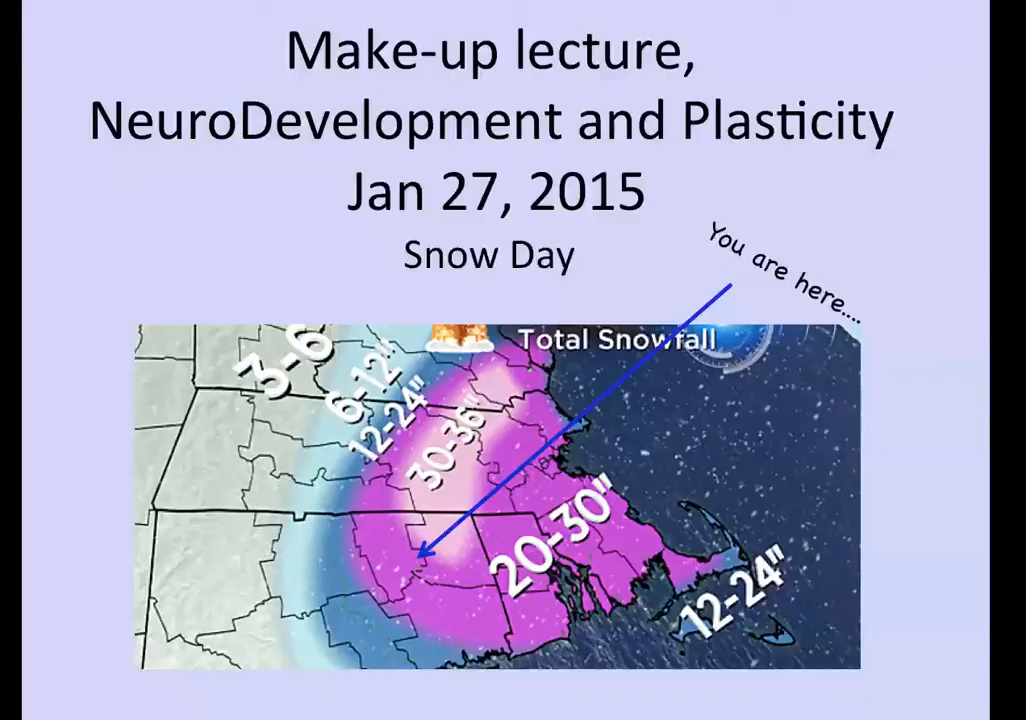 Make-up lecture,
NeuroDevelopment and Plasticity
Jan 27, 2015
Snow Day
You are here....
Total Snowfall
3-6
6-12"
12-24"
30-36"
20-30"
12-24"